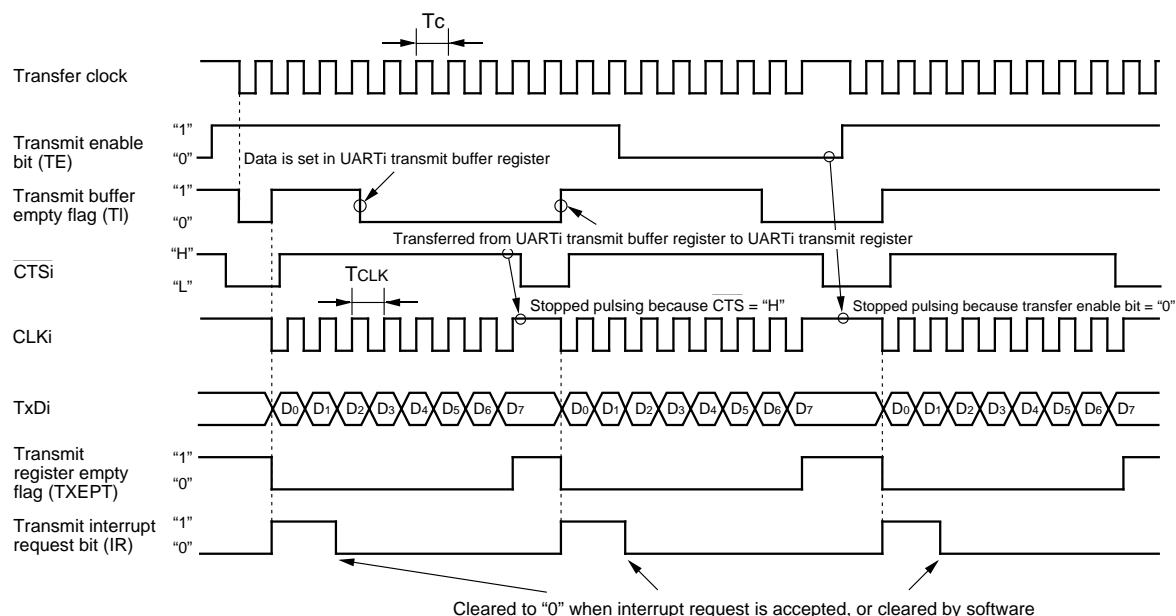 Tc
Transfer clock
Transmit enable
bit (TE)
“1”
“0”
Data is set in UARTi transmit buffer register
Transmit buffer
empty flag (TI)
“1”
“0”
Transferred from UARTi transmit buffer register to UARTi transmit register
CTSi
“H”
“L”
TCLK
Stopped pulsing because CTS = “H”
Stopped pulsing because transfer enable bit = “0”
CLKi
TxDi
D0 D1 D2 D3 D4 D5 D6 D7 D0 D1 D2 D3 D4 D5 D6 D7 D0 D1 D2 D3 D4 D5 D6 D7
Transmit
register empty
flag (TXEPT)
“1”
“0”
Transmit interrupt
request bit (IR)
“1”
“0”
Cleared to “0” when interrupt request is accepted, or cleared by software